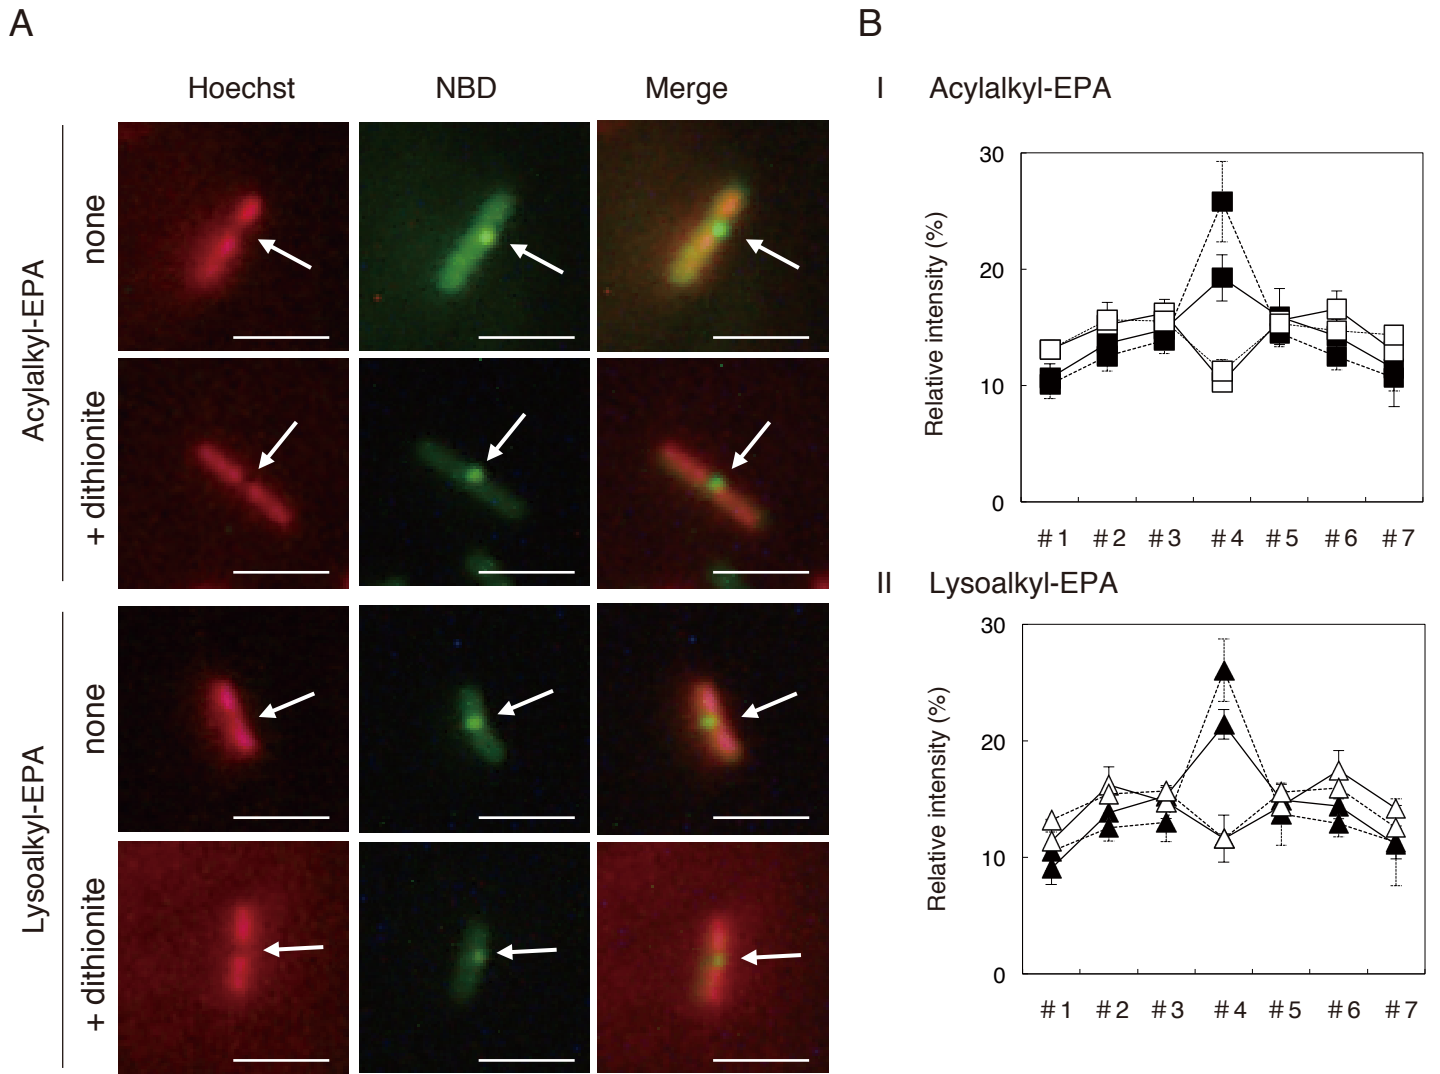 A
Hoechst NBD Merge
Acylalkyl-EPA
none
+ dithionite
Lysoalkyl-EPA
none
+ dithionite
B
I Acylalkyl-EPA
Relative intensity (%)
30
20
10
0
#1 #2 #3 #4 #5 #6 #7
II Lysoalkyl-EPA
Relative intensity (%)
30
20
10
0
#1 #2 #3 #4 #5 #6 #7